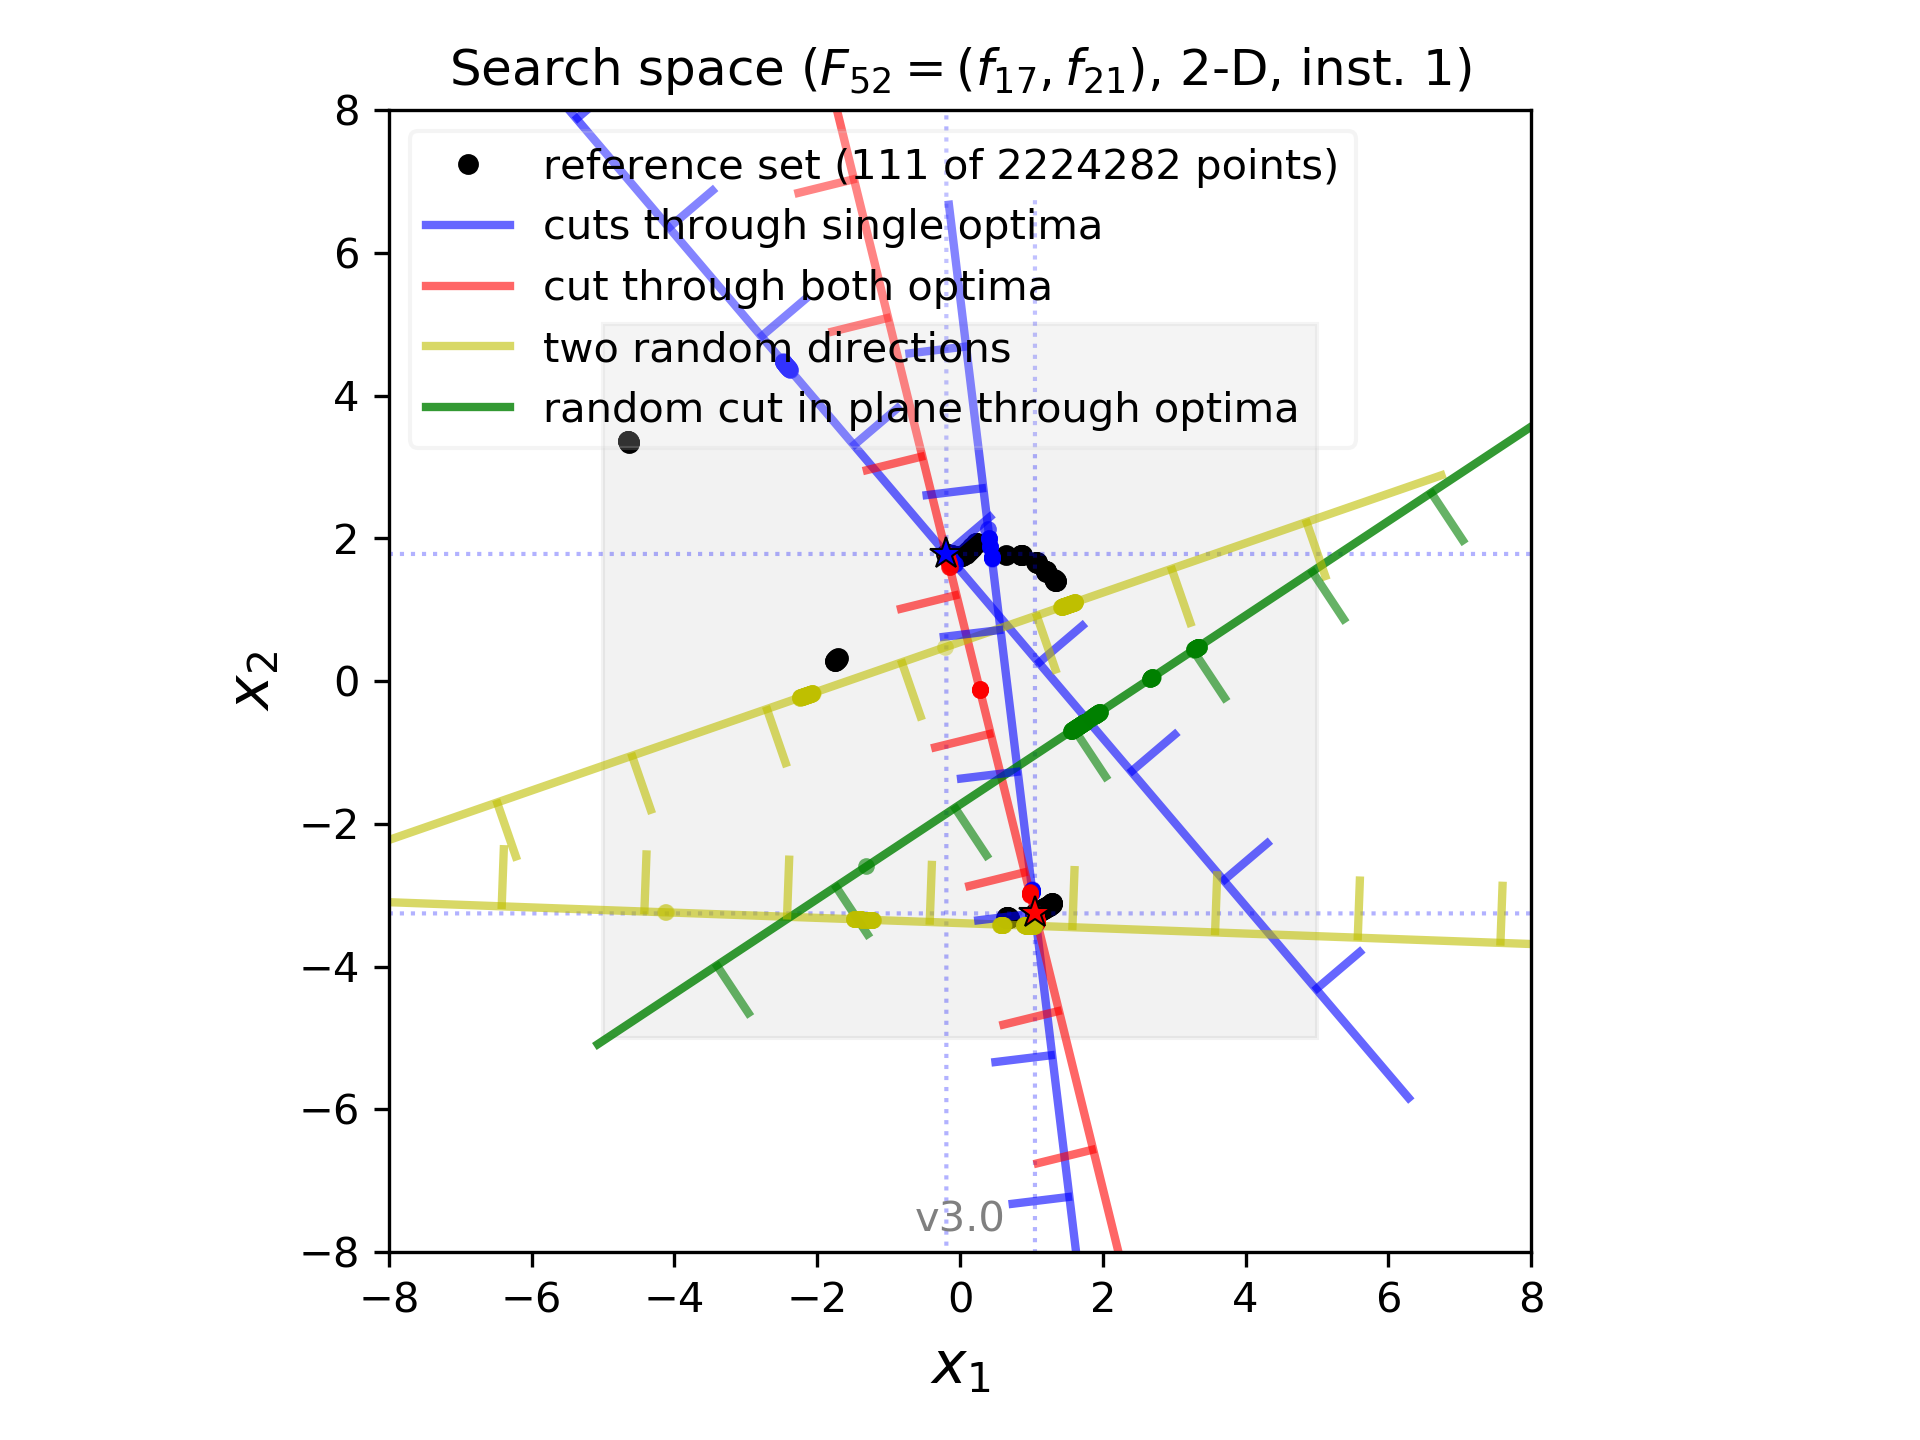 Search space (F52 = (f17, f21), 2-D, inst. 1)
reference set (111 of 2224282 points)
cuts through single optima
cut through both optima
two random directions
random cut in plane through optima
8
6
4
2
0
−2
−4
−6
−8
x2
v3.0
−8 −6 −4 −2 0 2 4 6 8
x1